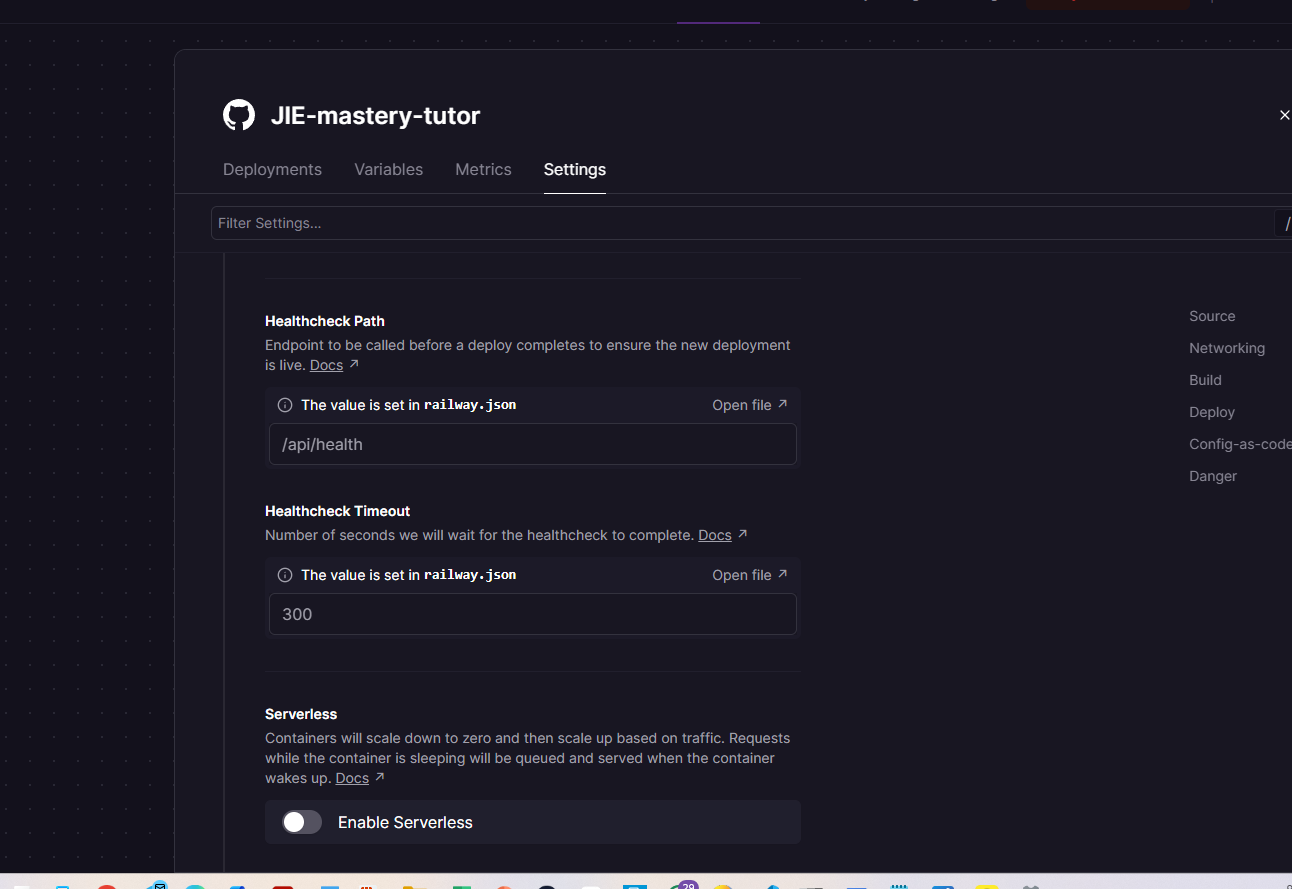 JIE-mastery-tutor
Deployments Variables Metrics Settings
Filter Settings...
/
Healthcheck Path
Endpoint to be called before a deploy completes to ensure the new deployment
is live. Docs ↗
The value is set in railway.json Open file ↗
/api/health
Healthcheck Timeout
Number of seconds we will wait for the healthcheck to complete. Docs ↗
The value is set in railway.json Open file ↗
300
Serverless
Containers will scale down to zero and then scale up based on traffic. Requests
while the container is sleeping will be queued and served when the container
wakes up. Docs ↗
Enable Serverless
Source
Networking
Build
Deploy
Config-as-code
Danger
29